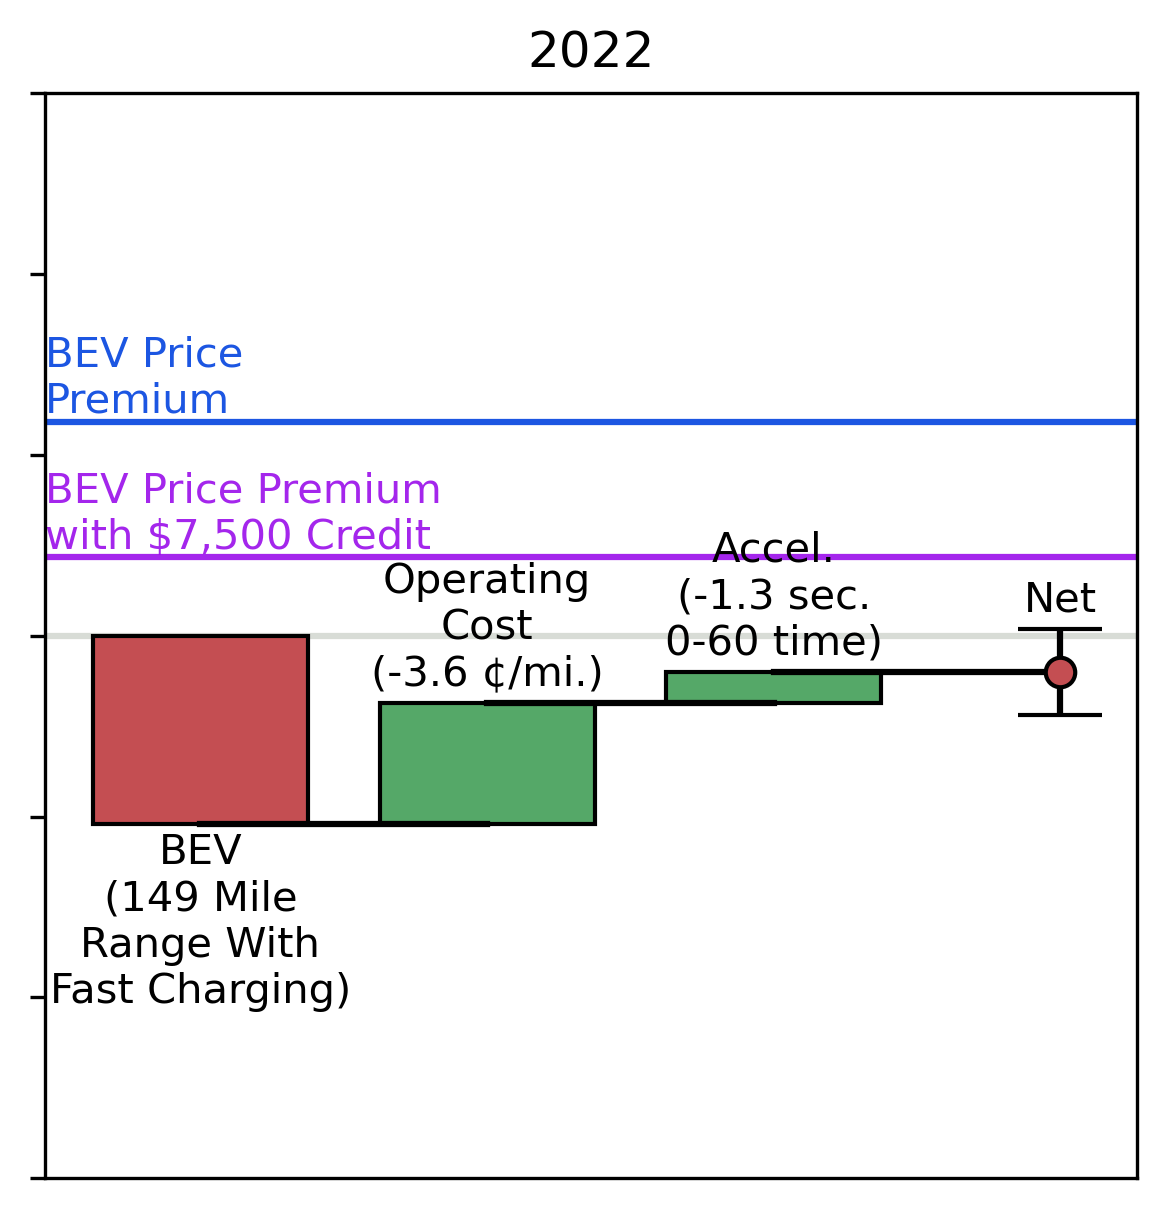 2022
BEV Price
Premium
BEV Price Premium
with $7,500 Credit
Accel.
(-1.3 sec.
0-60 time)
Operating
Cost
(-3.6 ¢/mi.)
Net
BEV
(149 Mile
Range With
Fast Charging)